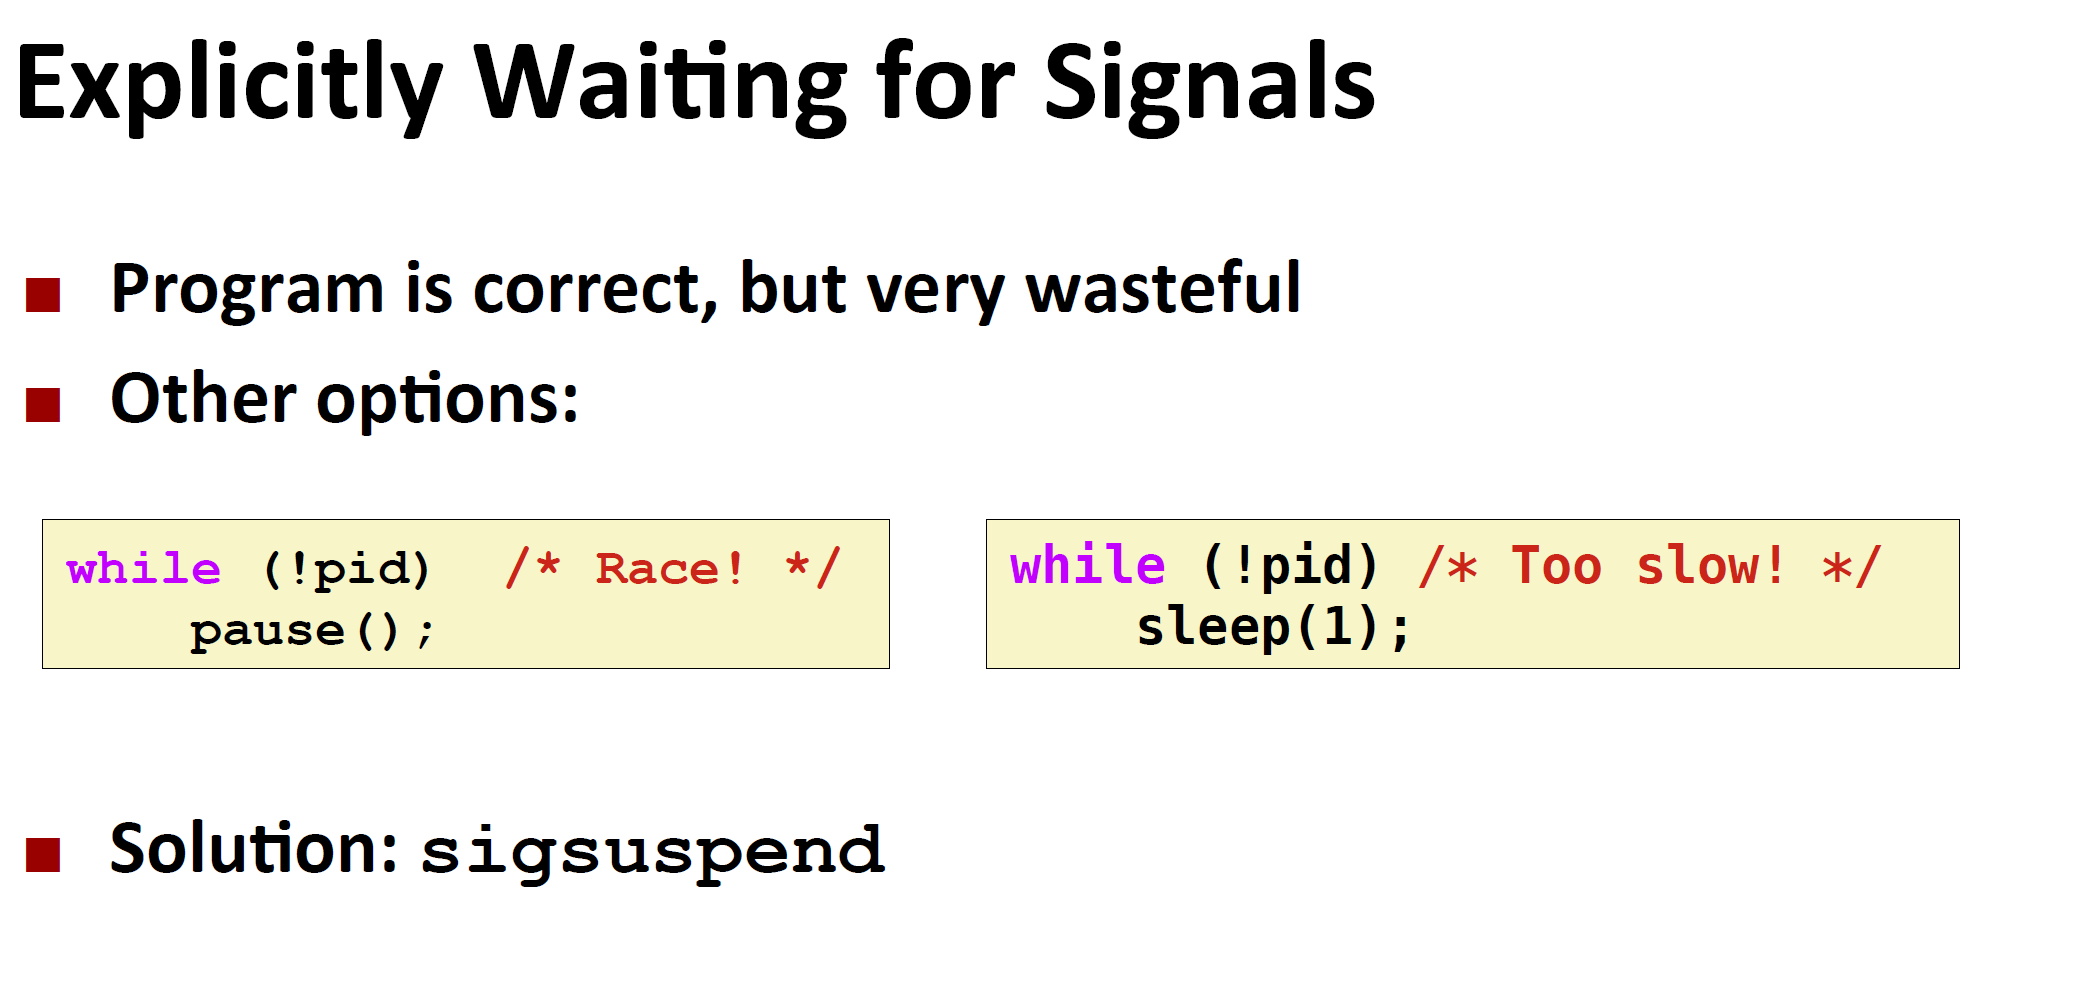 Explicitly Waiting for Signals
Program is correct, but very wasteful
Other options:
while (!pid) /* Race! */
pause();
while (!pid) /* Too slow! */
sleep(1);
Solution: sigsuspend